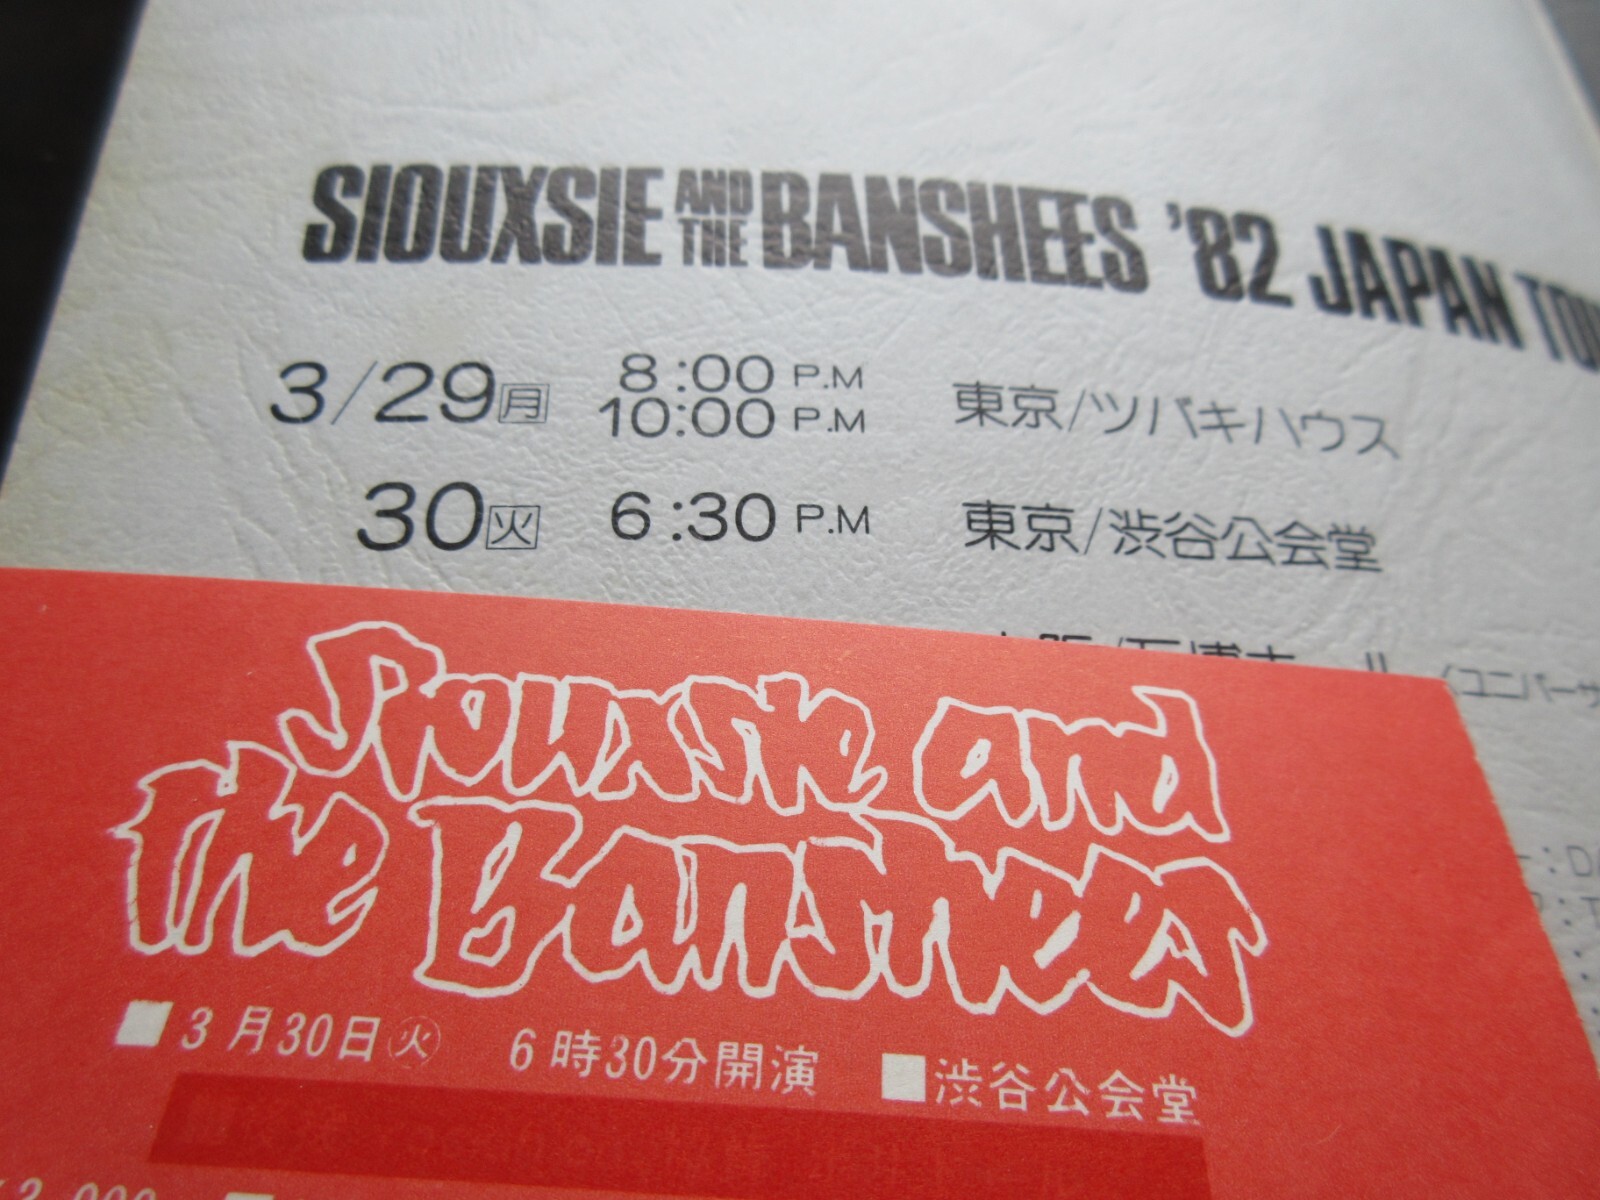 SIOUXSIE AND THE BANSHEES '82 JAPAN
3/29月 8:00 P.M 東京/ツバキハウス
10:00 P.M
30火 6:30 P.M 東京/渋谷公会堂
Siouxsie and
the Banshees
■3月30日火 6時30分開演 ■渋谷公会堂